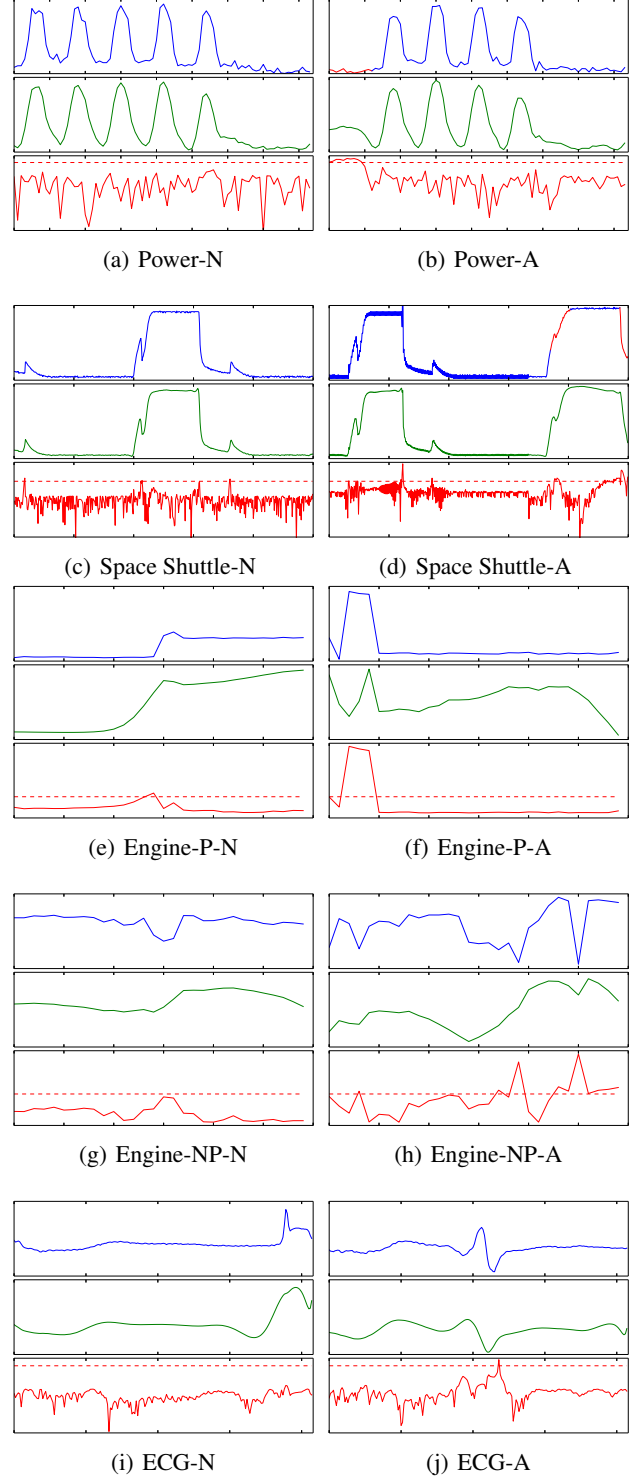 (a) Power-N
(b) Power-A
(c) Space Shuttle-N
(d) Space Shuttle-A
(e) Engine-P-N
(f) Engine-P-A
(g) Engine-NP-N
(h) Engine-NP-A
(i) ECG-N
(j) ECG-A